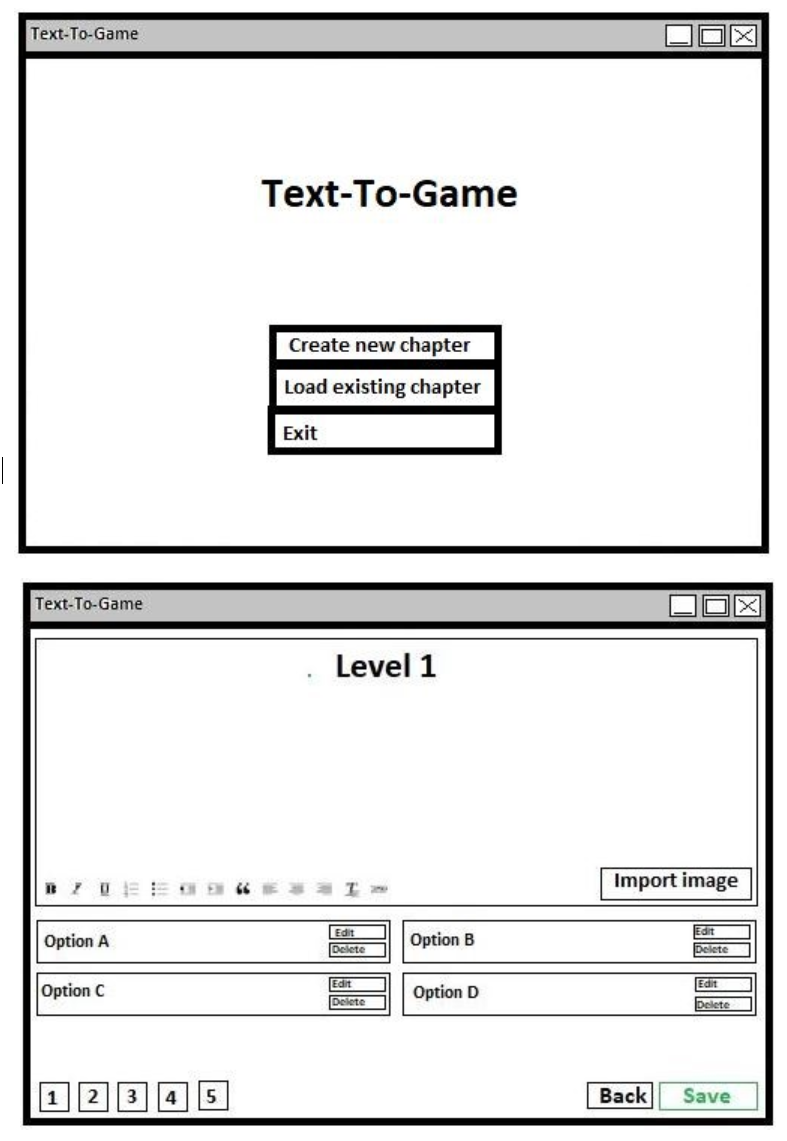 Text-To-Game
Text-To-Game
Create new chapter
Load existing chapter
Exit
Text-To-Game
Level 1
B I U T
Import image
Option A
Edit
Delete
Option B
Edit
Delete
Option C
Edit
Delete
Option D
Edit
Delete
1 2 3 4 5
Back Save